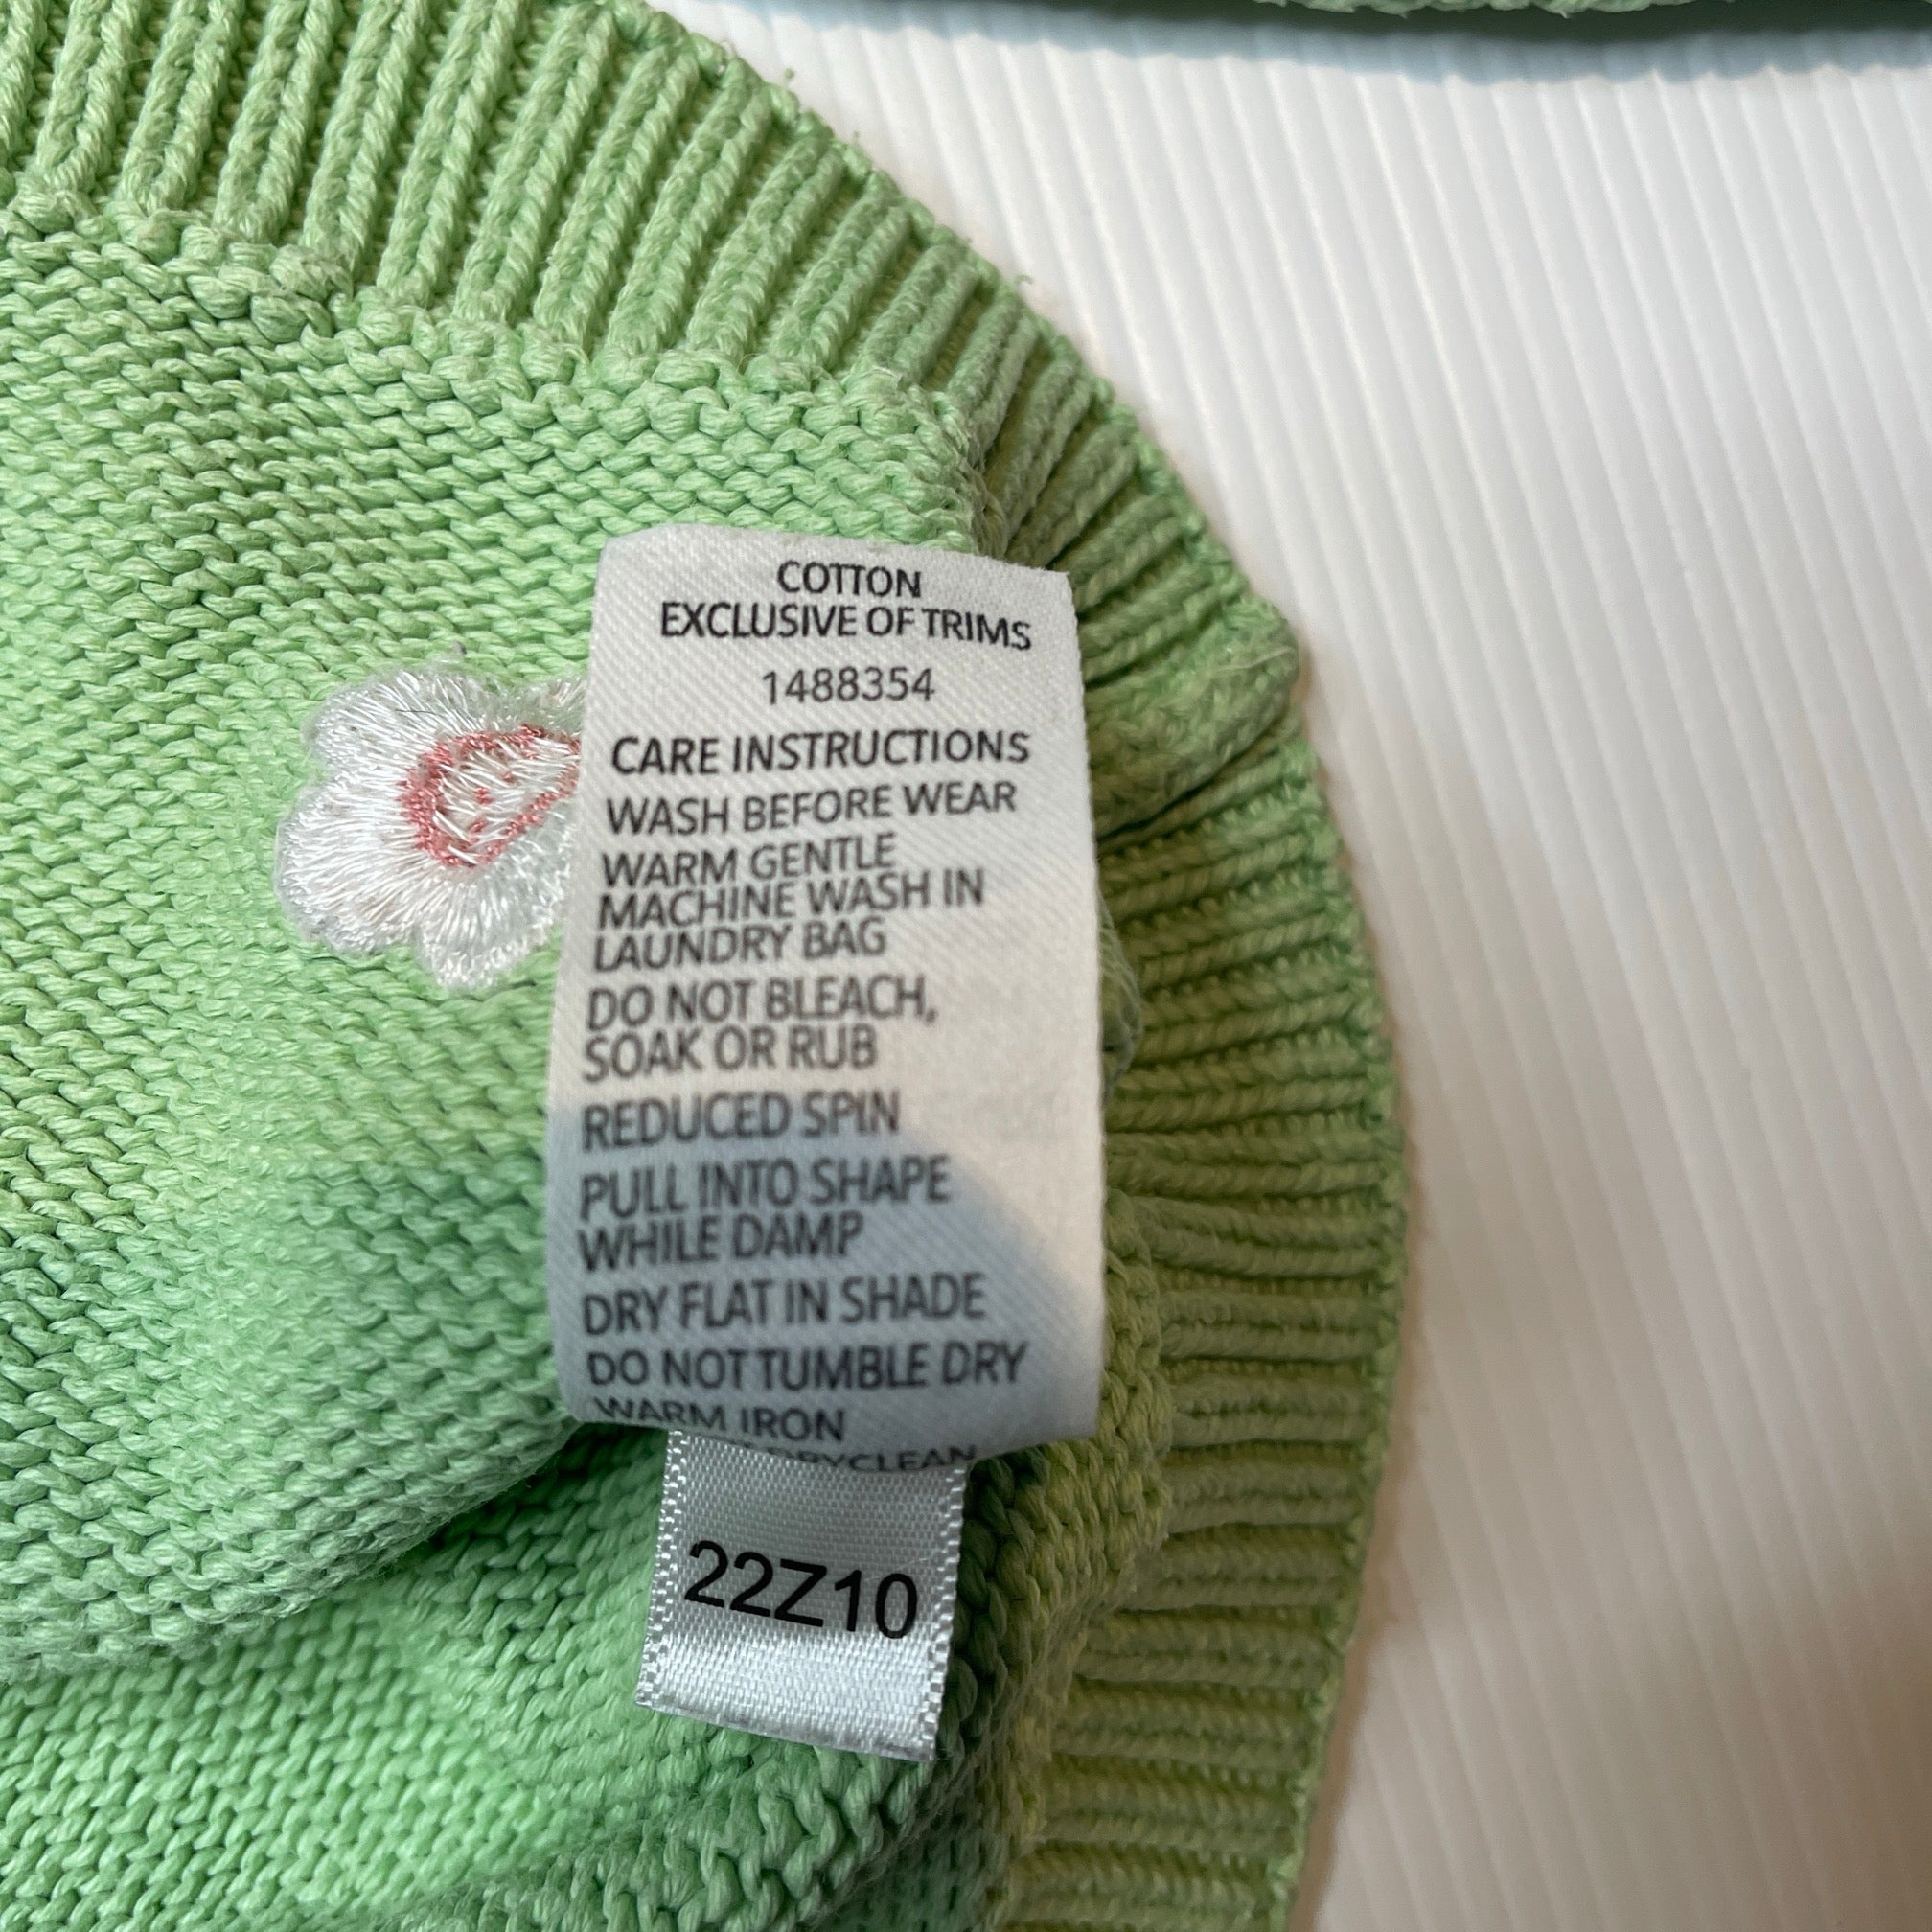 COTTON
EXCLUSIVE OF TRIMS
1488354
CARE INSTRUCTIONS
WASH BEFORE WEAR
WARM GENTLE
MACHINE WASH IN
LAUNDRY BAG
DO NOT BLEACH,
SOAK OR RUB
REDUCED SPIN
PULL INTO SHAPE
WHILE DAMP
DRY FLAT IN SHADE
DO NOT TUMBLE DRY
WARM IRON
DRYCLEAN
22Z10